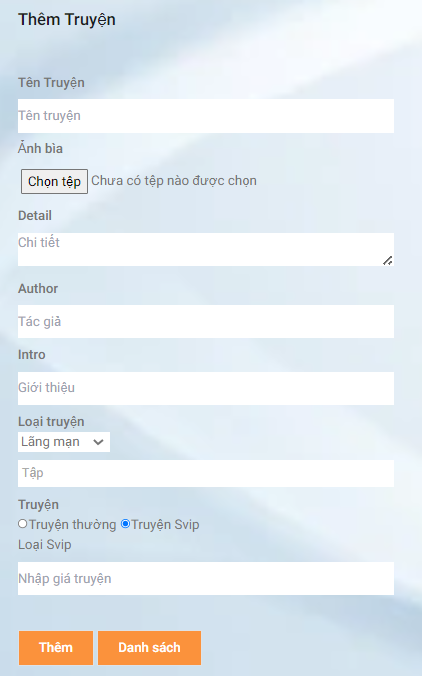 Thêm Truyện
Tên Truyện
Tên truyện
Ảnh bìa
Chọn tệp Chưa có tệp nào được chọn
Detail
Chi tiết
Author
Tác giả
Intro
Giới thiệu
Loại truyện
Lãng mạn
Tập
Truyện
Truyện thường Truyện Svip
Loại Svip
Nhập giá truyện
Thêm Danh sách